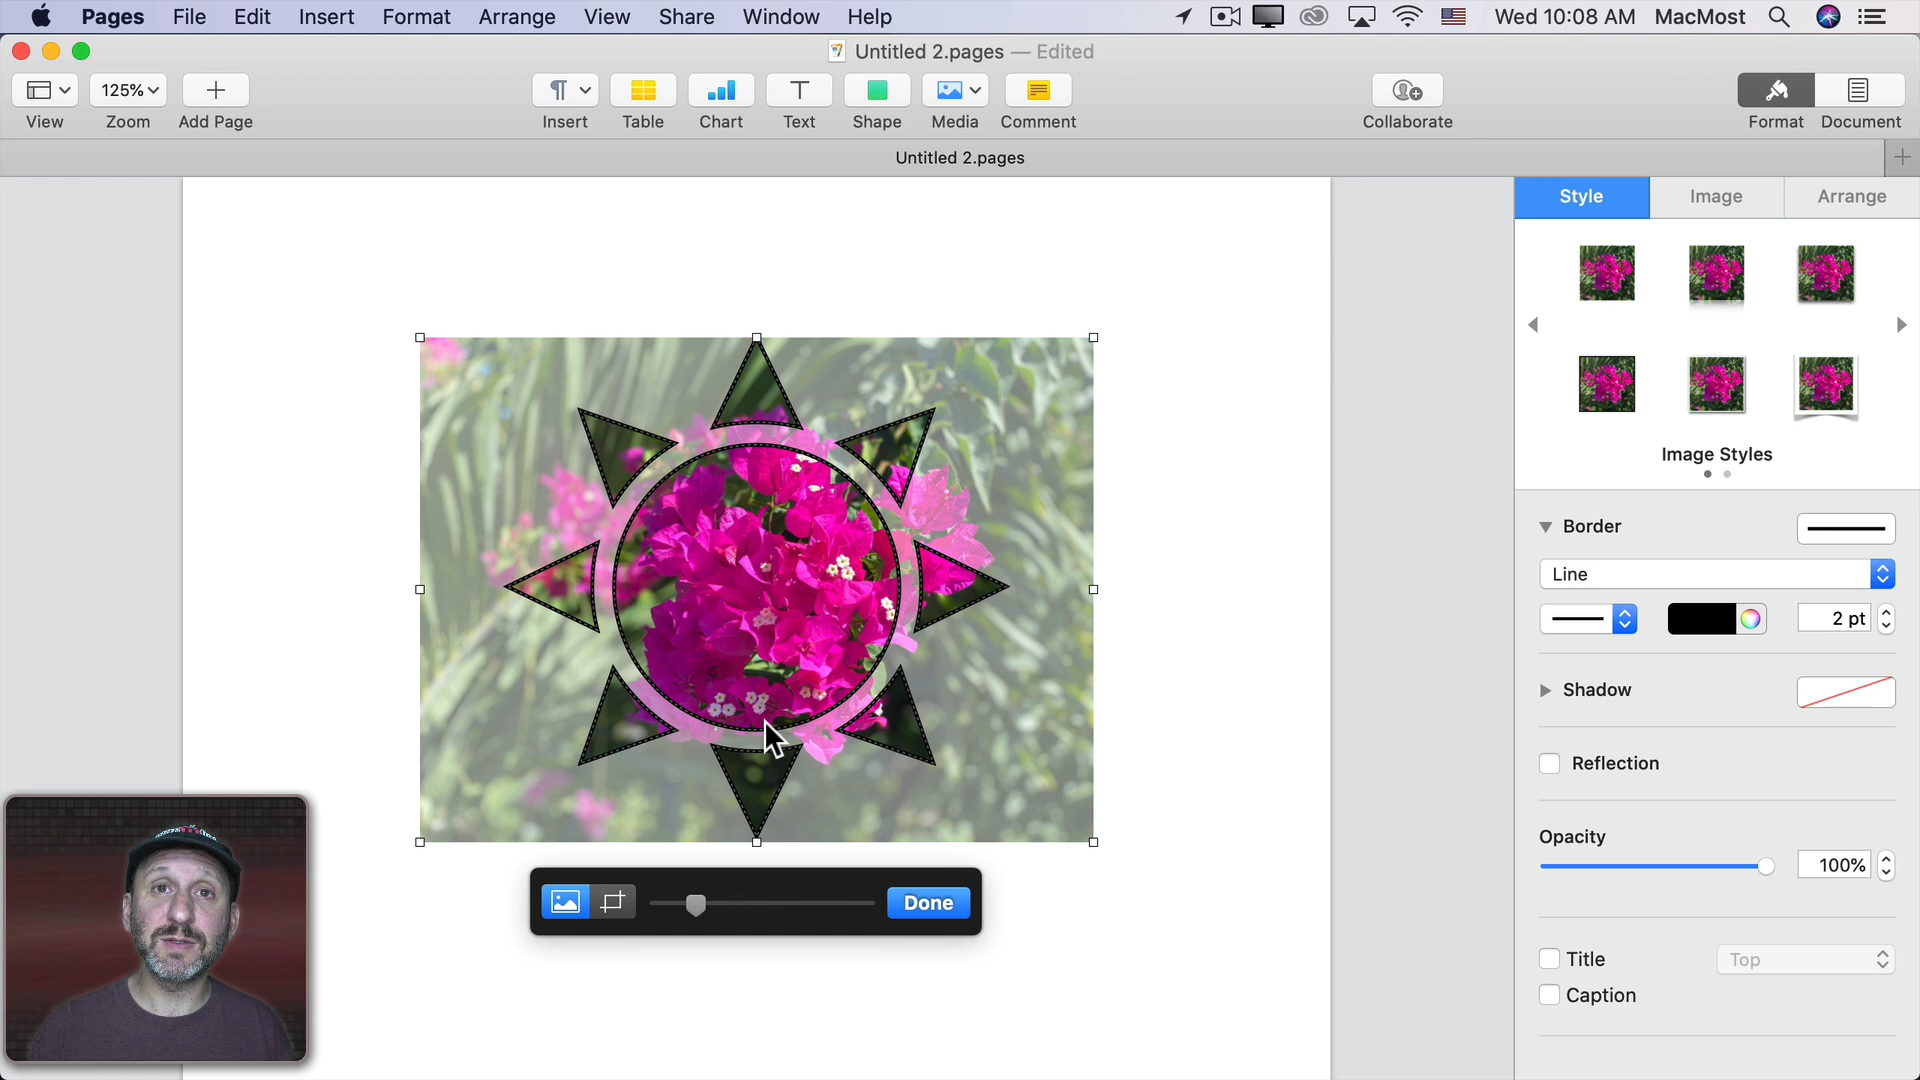 Pages File Edit Insert Format Arrange View Share Window Help Wed 10:08 AM MacMost
Untitled 2.pages — Edited
125%
View Zoom Add Page Insert Table Chart Text Shape Media Comment Collaborate Format Document
Untitled 2.pages
Style Image Arrange
Image Styles
Border
Line
2 pt
Shadow
Reflection
Opacity
100%
Done
Title Top
Caption